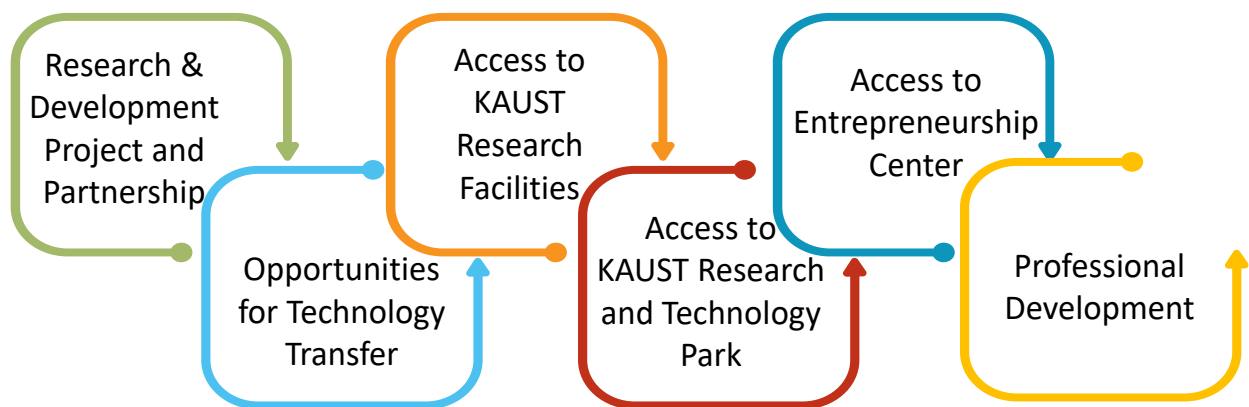 Research &
Development
Project and
Partnership
Opportunities
for Technology
Transfer
Access to
KAUST
Research
Facilities
Access to
KAUST Research
and Technology
Park
Access to
Entrepreneurship
Center
Professional
Development